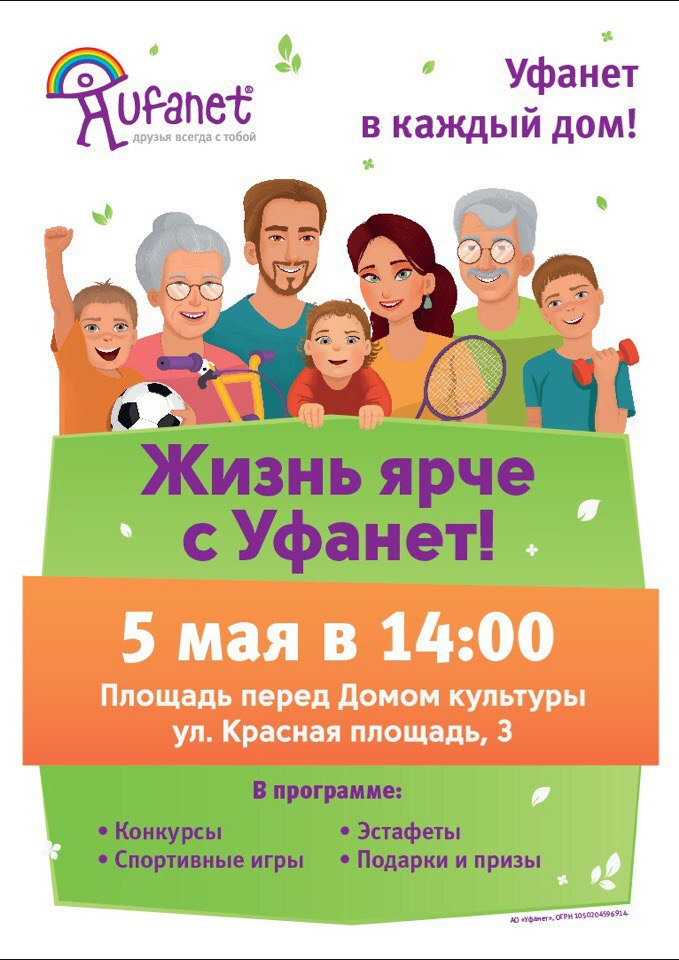 ufanet®
друзья всегда с тобой
Уфанет
в каждый дом!
Жизнь ярче
с Уфанет!
5 мая в 14:00
Площадь перед Домом культуры
ул. Красная площадь, 3
В программе:
• Конкурсы
• Спортивные игры
• Эстафеты
• Подарки и призы
АО «Уфанет», ОГРН 1050204596914